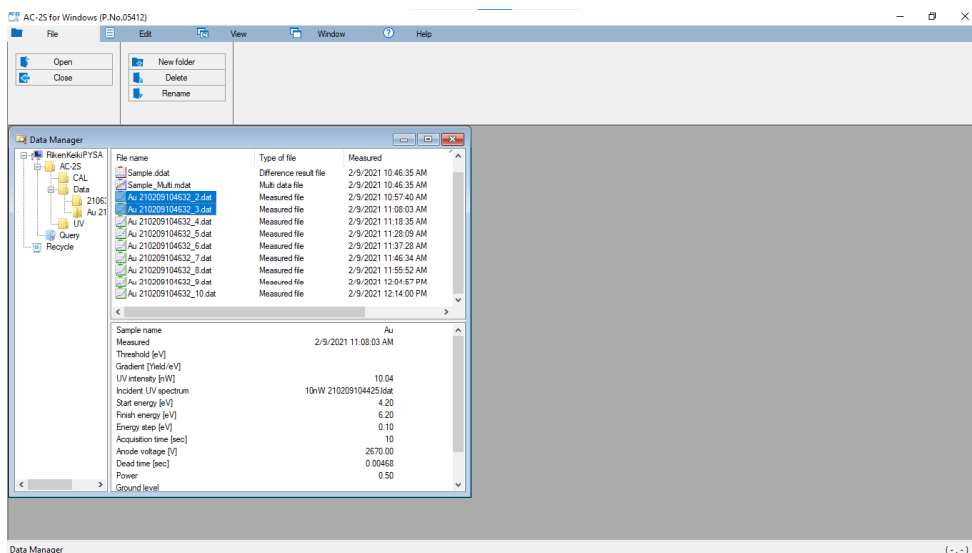 AC-2S AC-2S for Windows (P.No.05412)
File Edit View Window Help
Open New folder
Close Delete
Rename
Data Manager
RikenKeikiPYSA
AC-2S
CAL
Data
2106
Au 21
UV
Query
Recycle
File name Type of file Measured
Sample.ddat Difference result file 2/9/2021 10:46:35 AM
Sample_Multi.mdat Multi data file 2/9/2021 10:46:35 AM
Au 210209104632_2.dat Measured file 2/9/2021 10:57:40 AM
Au 210209104632_3.dat Measured file 2/9/2021 11:08:03 AM
Au 210209104632_4.dat Measured file 2/9/2021 11:18:35 AM
Au 210209104632_5.dat Measured file 2/9/2021 11:28:09 AM
Au 210209104632_6.dat Measured file 2/9/2021 11:37:28 AM
Au 210209104632_7.dat Measured file 2/9/2021 11:46:34 AM
Au 210209104632_8.dat Measured file 2/9/2021 11:55:52 AM
Au 210209104632_9.dat Measured file 2/9/2021 12:04:57 PM
Au 210209104632_10.dat Measured file 2/9/2021 12:14:00 PM
Sample name Au
Measured 2/9/2021 11:08:03 AM
Threshold [eV]
Gradient [Yield/eV]
UV intensity [nW] 10.04
Incident UV spectrum 10nW 210209104425.ldat
Start energy [eV] 4.20
Finish energy [eV] 6.20
Energy step [eV] 0.10
Acquisition time [sec] 10
Anode voltage [V] 2670.00
Dead time [sec] 0.00468
Power 0.50
Ground level
Data Manager ( - , - )